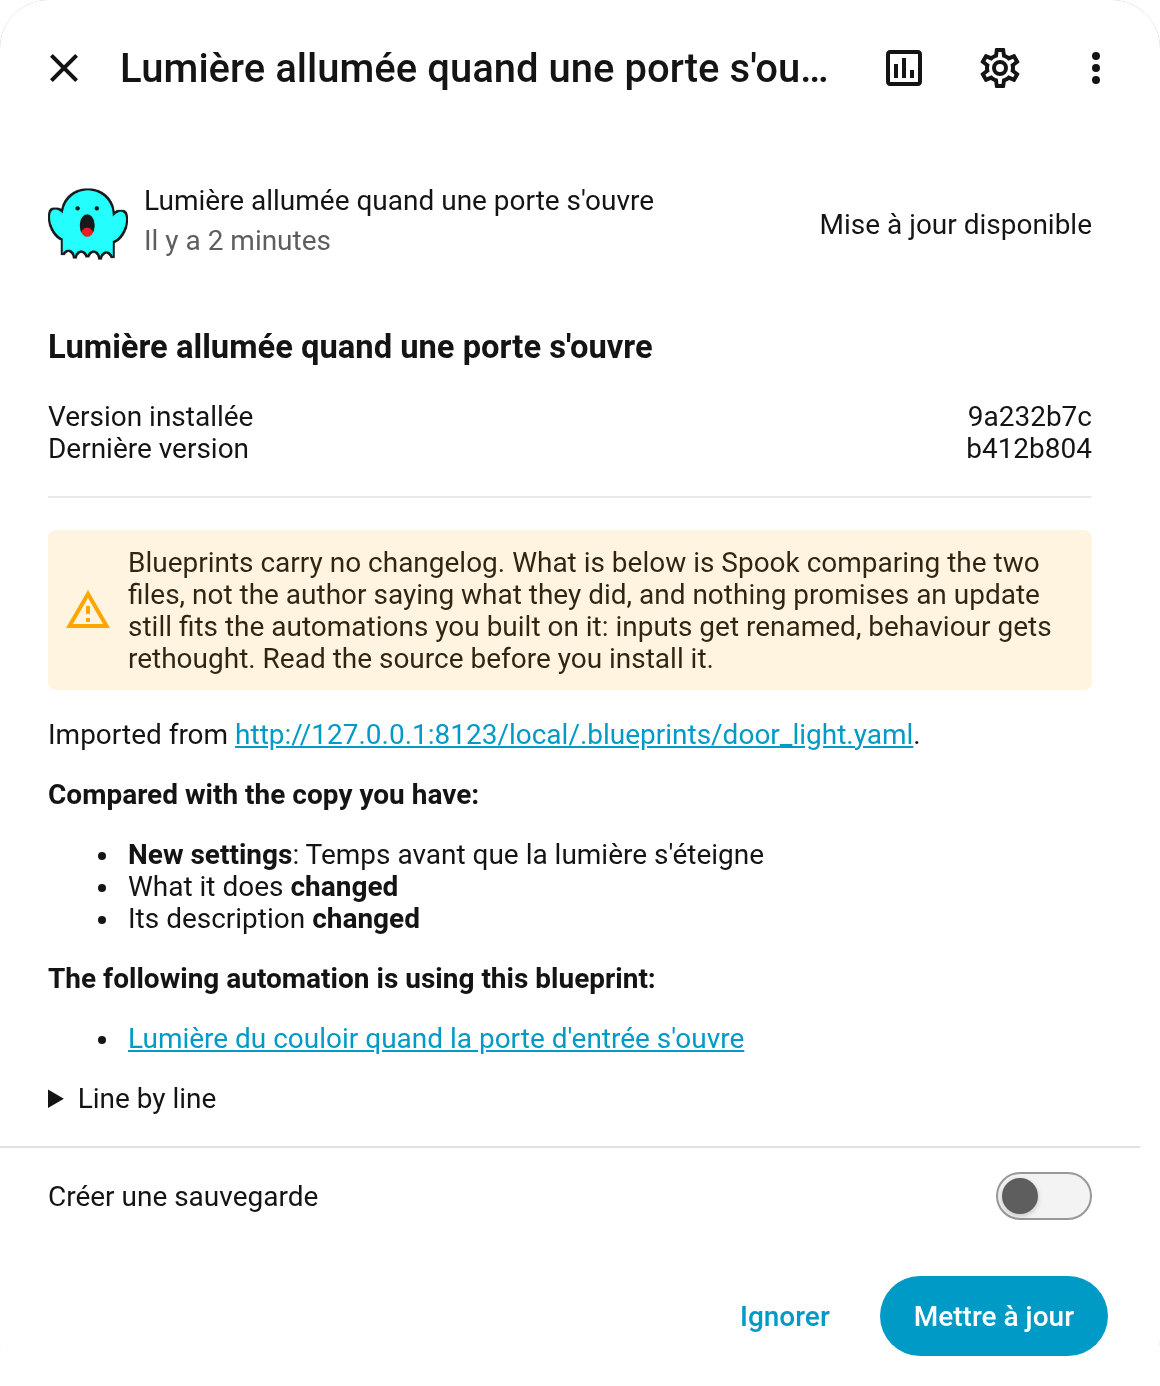 Lumière allumée quand une porte s'ou...
Lumière allumée quand une porte s'ouvre
Il y a 2 minutes
Mise à jour disponible
Lumière allumée quand une porte s'ouvre
Version installée 9a232b7c
Dernière version b412b804
Blueprints carry no changelog. What is below is Spook comparing the two
files, not the author saying what they did, and nothing promises an update
still fits the automations you built on it: inputs get renamed, behaviour gets
rethought. Read the source before you install it.
Imported from http://127.0.0.1:8123/local/.blueprints/door_light.yaml.
Compared with the copy you have:
• New settings: Temps avant que la lumière s'éteigne
• What it does changed
• Its description changed
The following automation is using this blueprint:
• Lumière du couloir quand la porte d'entrée s'ouvre
Line by line
Créer une sauvegarde
Ignorer
Mettre à jour